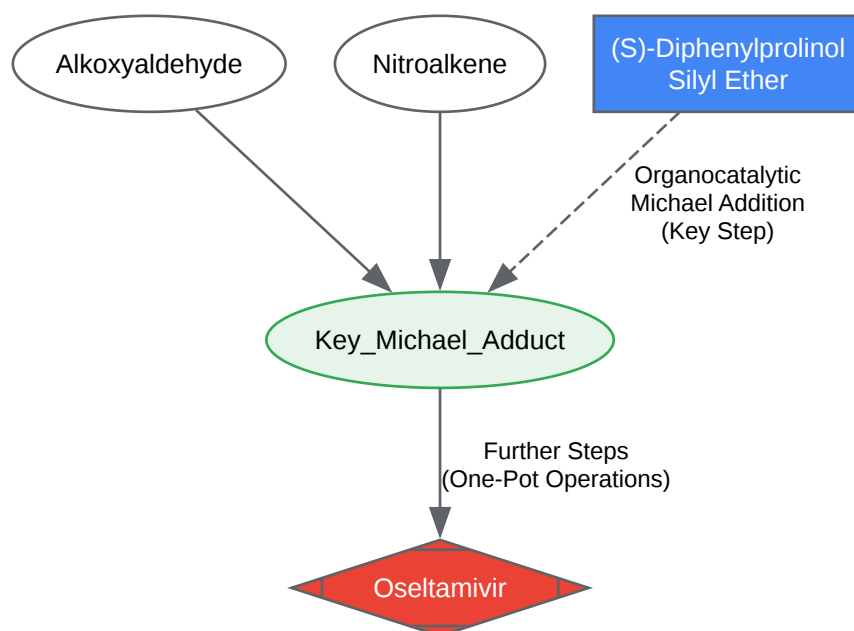 Alkoxyaldehyde
Nitroalkene
(S)-Diphenylprolinol
Silyl Ether
Organocatalytic
Michael Addition
(Key Step)
Key_Michael_Adduct
Further Steps
(One-Pot Operations)
Oseltamivir